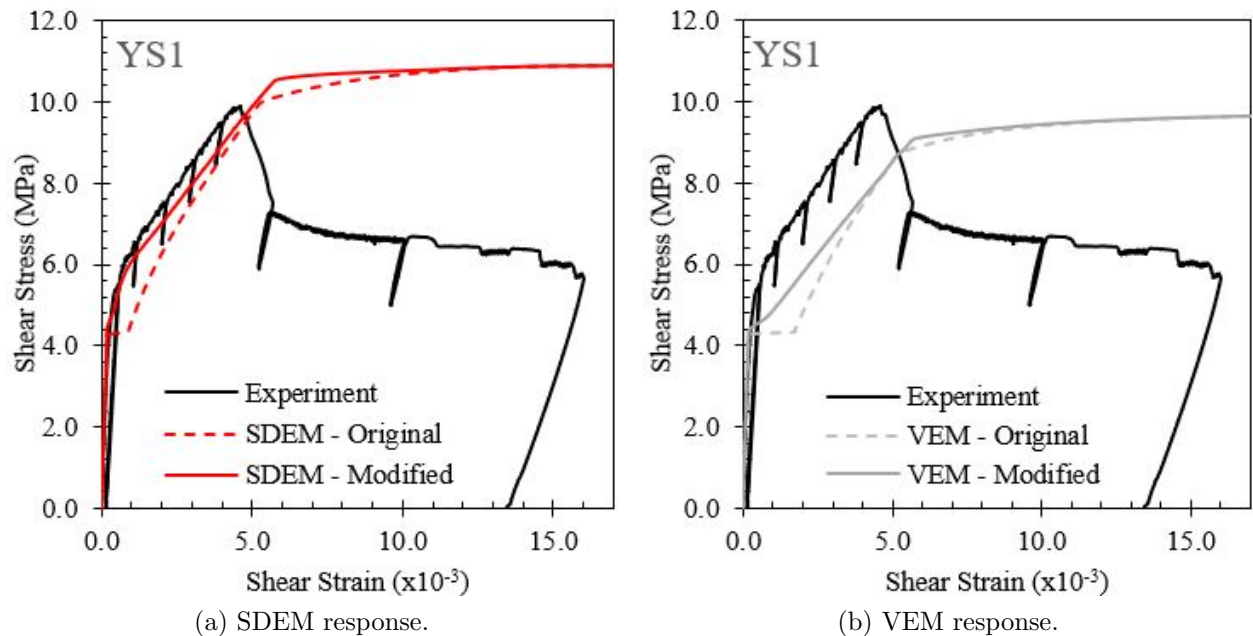 12.0
10.0
8.0
6.0
4.0
2.0
0.0
Shear Stress (MPa)
YS1
Experiment
SDEM - Original
SDEM - Modified
0.0 5.0 10.0 15.0
Shear Strain (x10-3)
(a) SDEM response.
12.0
10.0
8.0
6.0
4.0
2.0
0.0
Shear Stress (MPa)
YS1
Experiment
VEM - Original
VEM - Modified
0.0 5.0 10.0 15.0
Shear Strain (x10-3)
(b) VEM response.